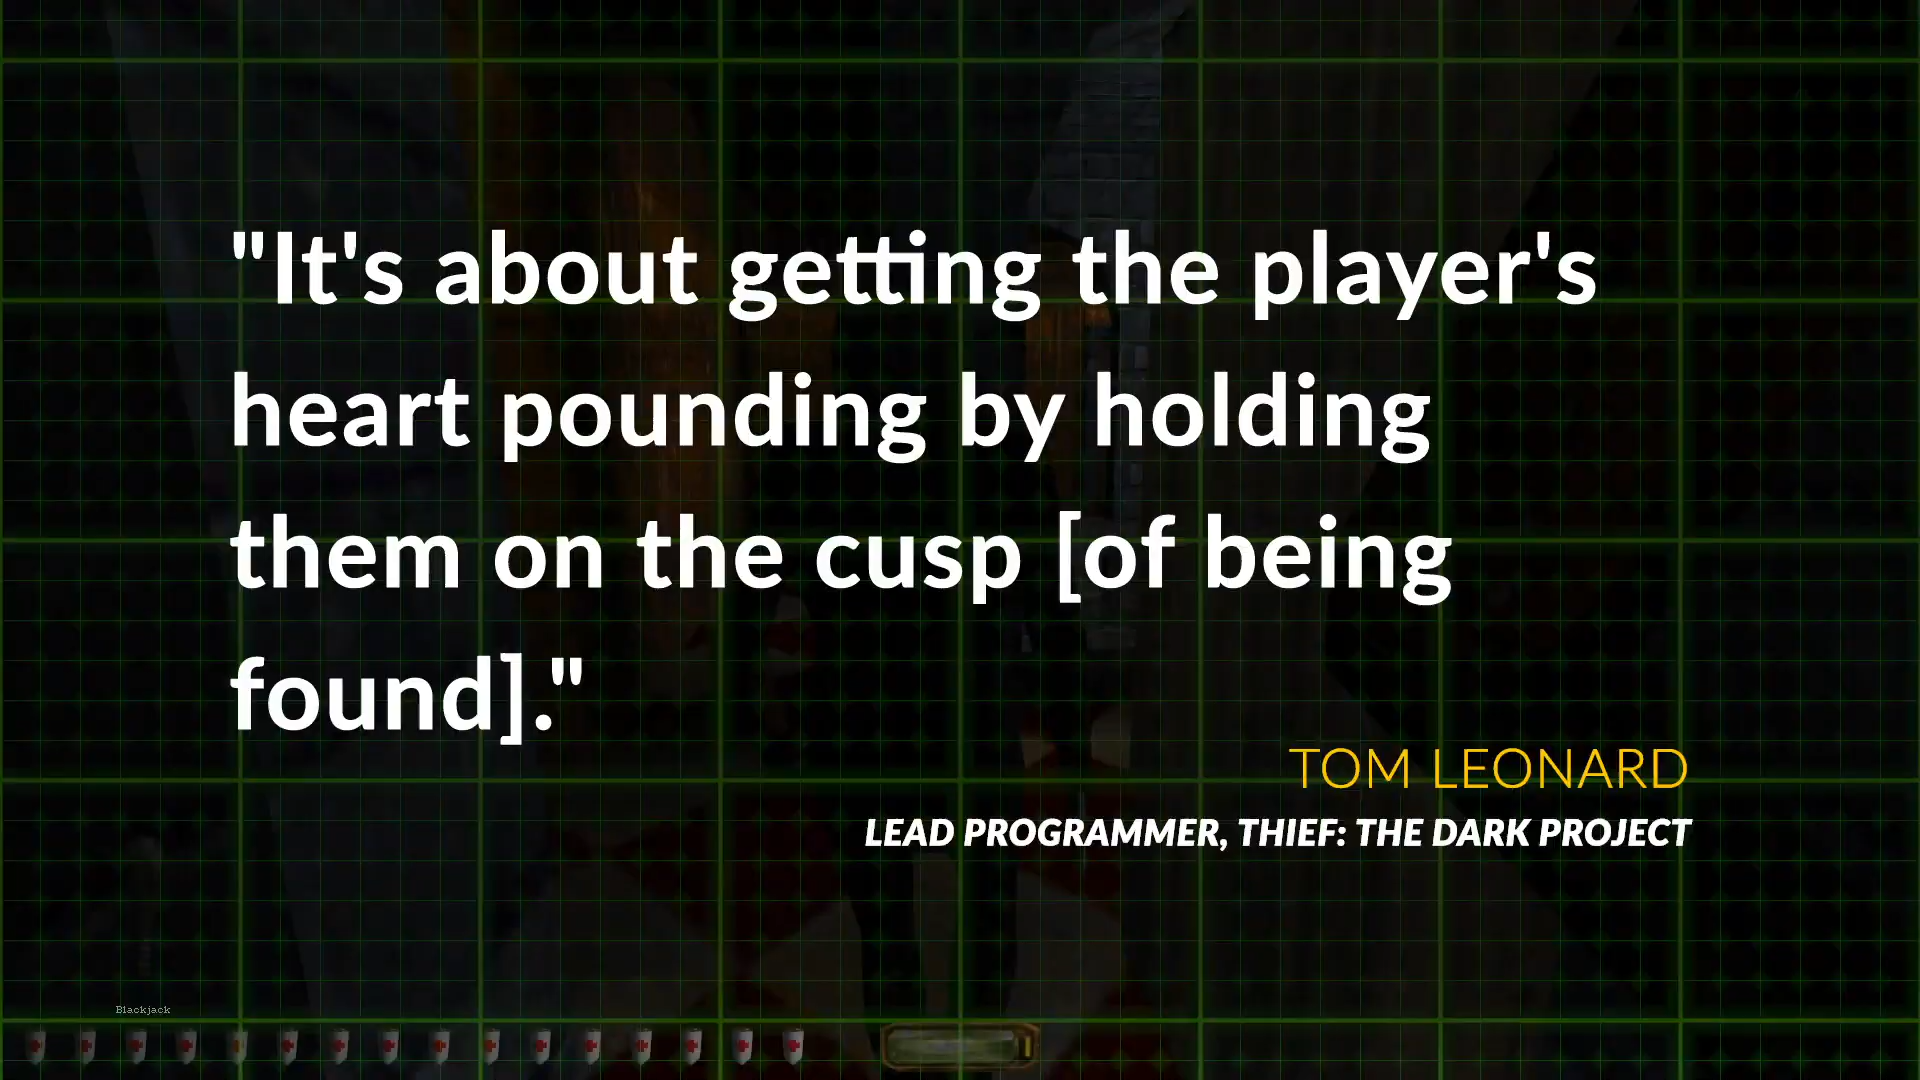 "It's about getting the player's
heart pounding by holding
them on the cusp [of being
found]."
TOM LEONARD
LEAD PROGRAMMER, THIEF: THE DARK PROJECT
Blackjack